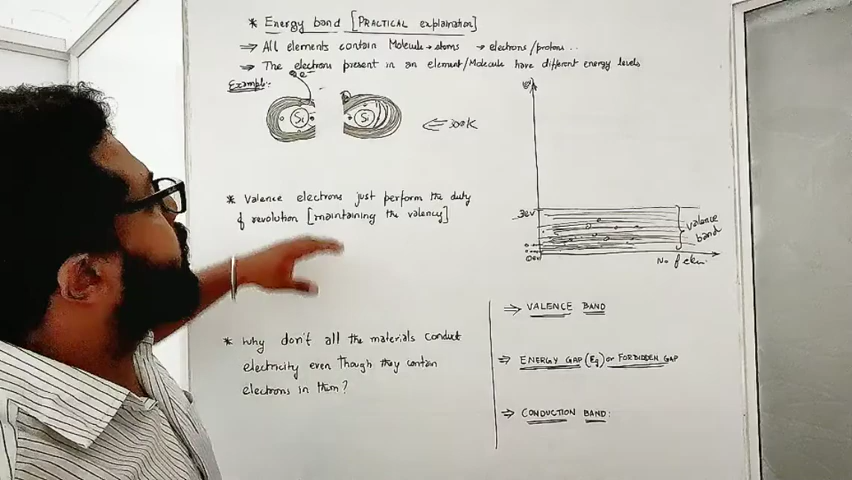 * Energy band [PRACTICAL explaination]
⇒ All elements contain Molecule → atoms → electrons/protons..
⇒ The electrons present in an element/Molecule have different energy levels
Example:
Si
Si
⇐ 300K
* Valence electrons just perform the duty
of revolution [maintaining the valency]
* Why don't all the materials conduct
electricity even though they contain
electrons in them?
3eV
0eV
valence
band
No. of elec.
⇒ VALENCE BAND
⇒ ENERGY GAP (Eg) or FORBIDDEN GAP
⇒ CONDUCTION BAND: